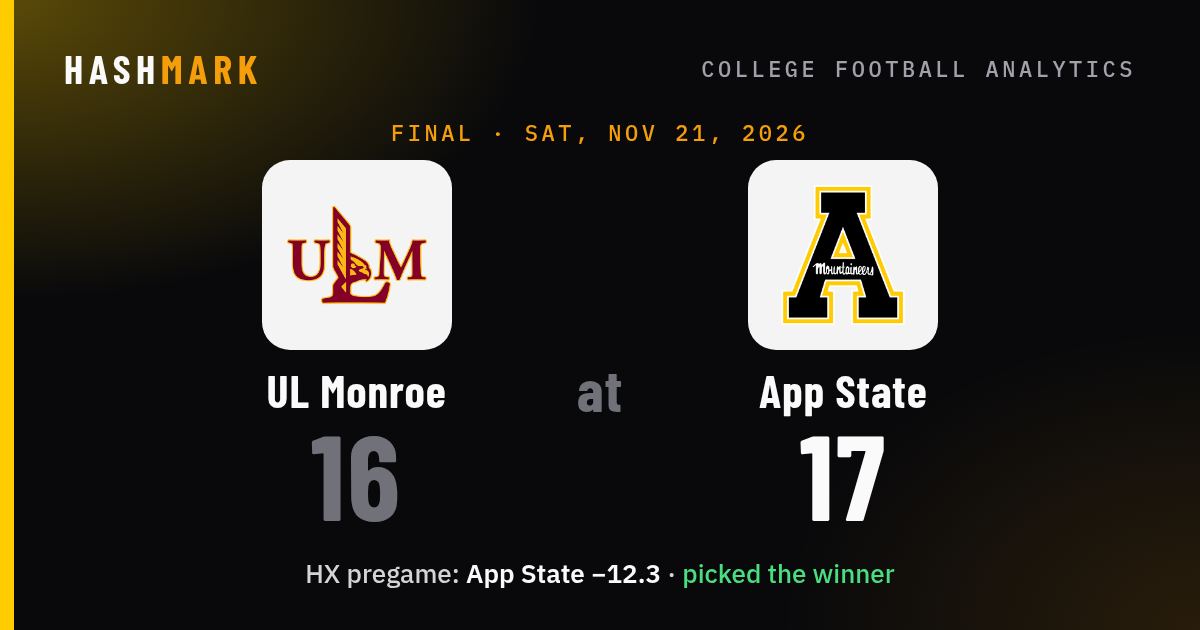 HASHMARK
COLLEGE FOOTBALL ANALYTICS
FINAL · SAT, NOV 21, 2026
ULM
A
Mountaineers
UL Monroe
at
App State
16
17
HX pregame: App State −12.3 · picked the winner